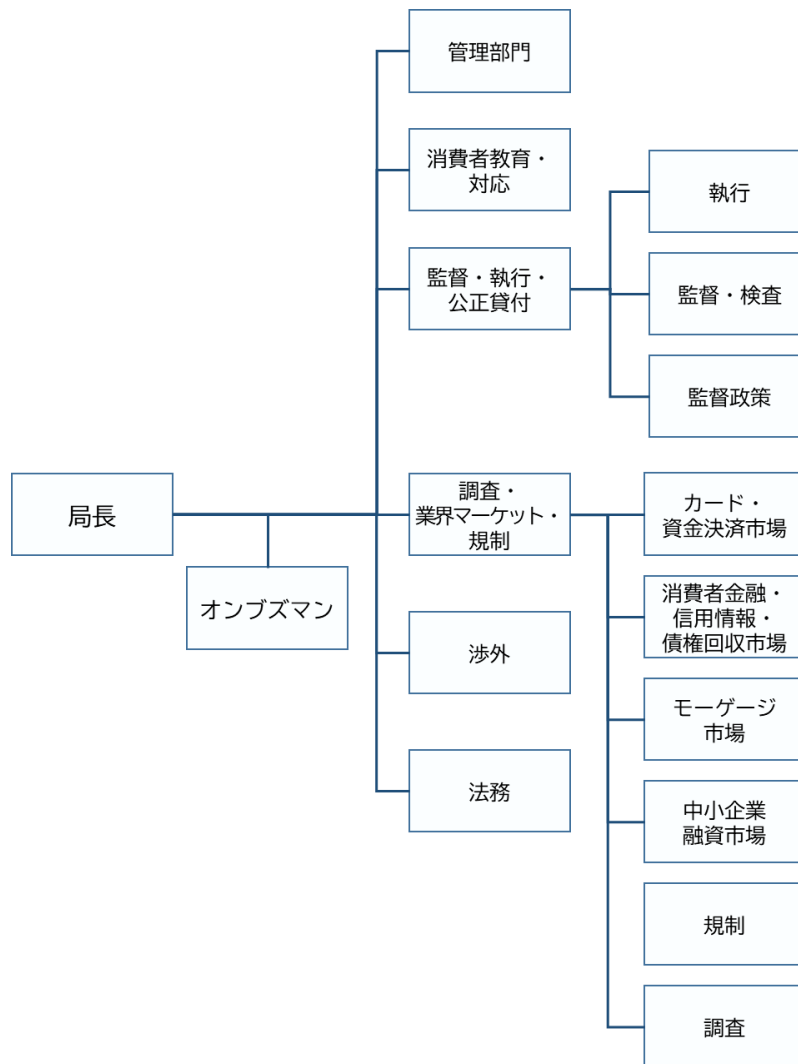 管理部門
消費者教育・
対応
監督・執行・
公正貸付
執行
監督・検査
監督政策
局長
オンブズマン
調査・
業界マーケット・
規制
渉外
法務
カード・
資金決済市場
消費者金融・
信用情報・
債権回収市場
モーゲージ
市場
中小企業
融資市場
規制
調査